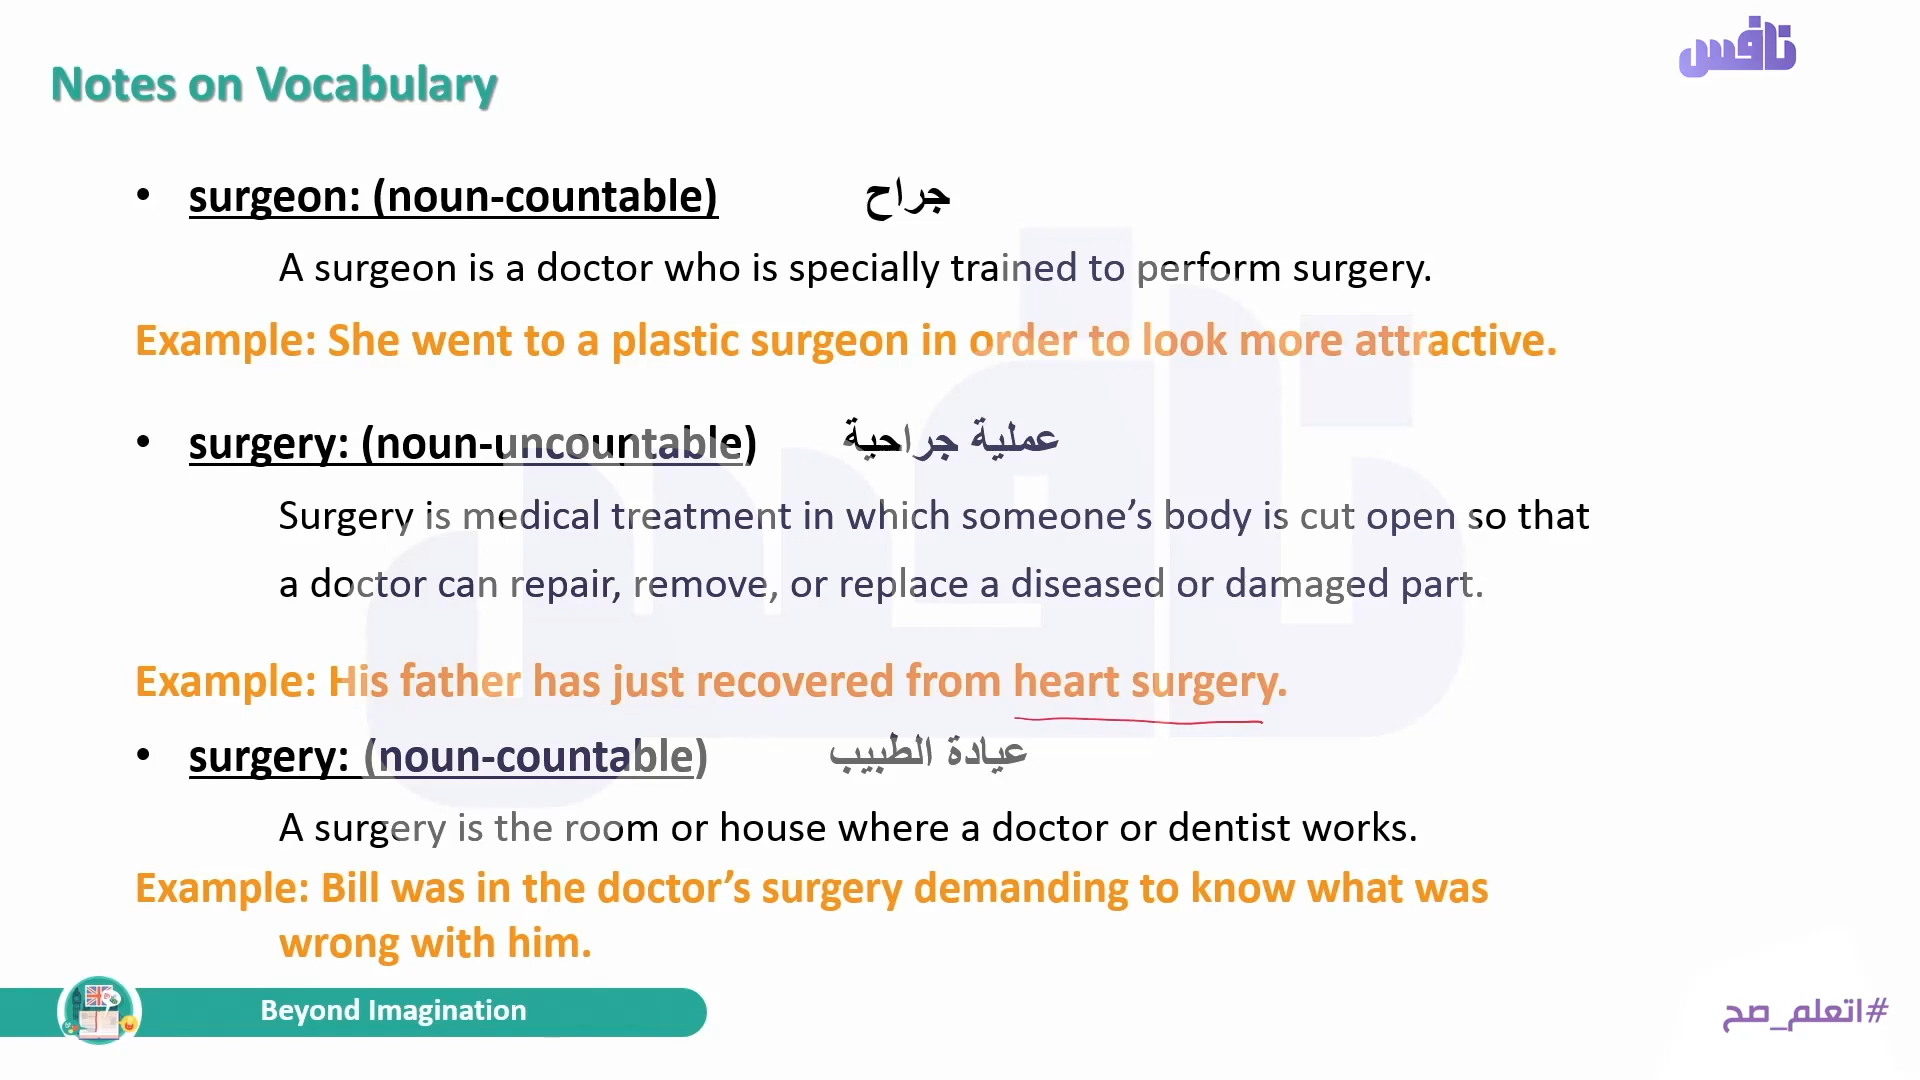 نافس
Notes on Vocabulary
• surgeon: (noun-countable) جراح
A surgeon is a doctor who is specially trained to perform surgery.
Example: She went to a plastic surgeon in order to look more attractive.
• surgery: (noun-uncountable) عملية جراحية
Surgery is medical treatment in which someone’s body is cut open so that
a doctor can repair, remove, or replace a diseased or damaged part.
Example: His father has just recovered from heart surgery.
• surgery: (noun-countable) عيادة الطبيب
A surgery is the room or house where a doctor or dentist works.
Example: Bill was in the doctor’s surgery demanding to know what was
wrong with him.
Beyond Imagination
#اتعلم_صح